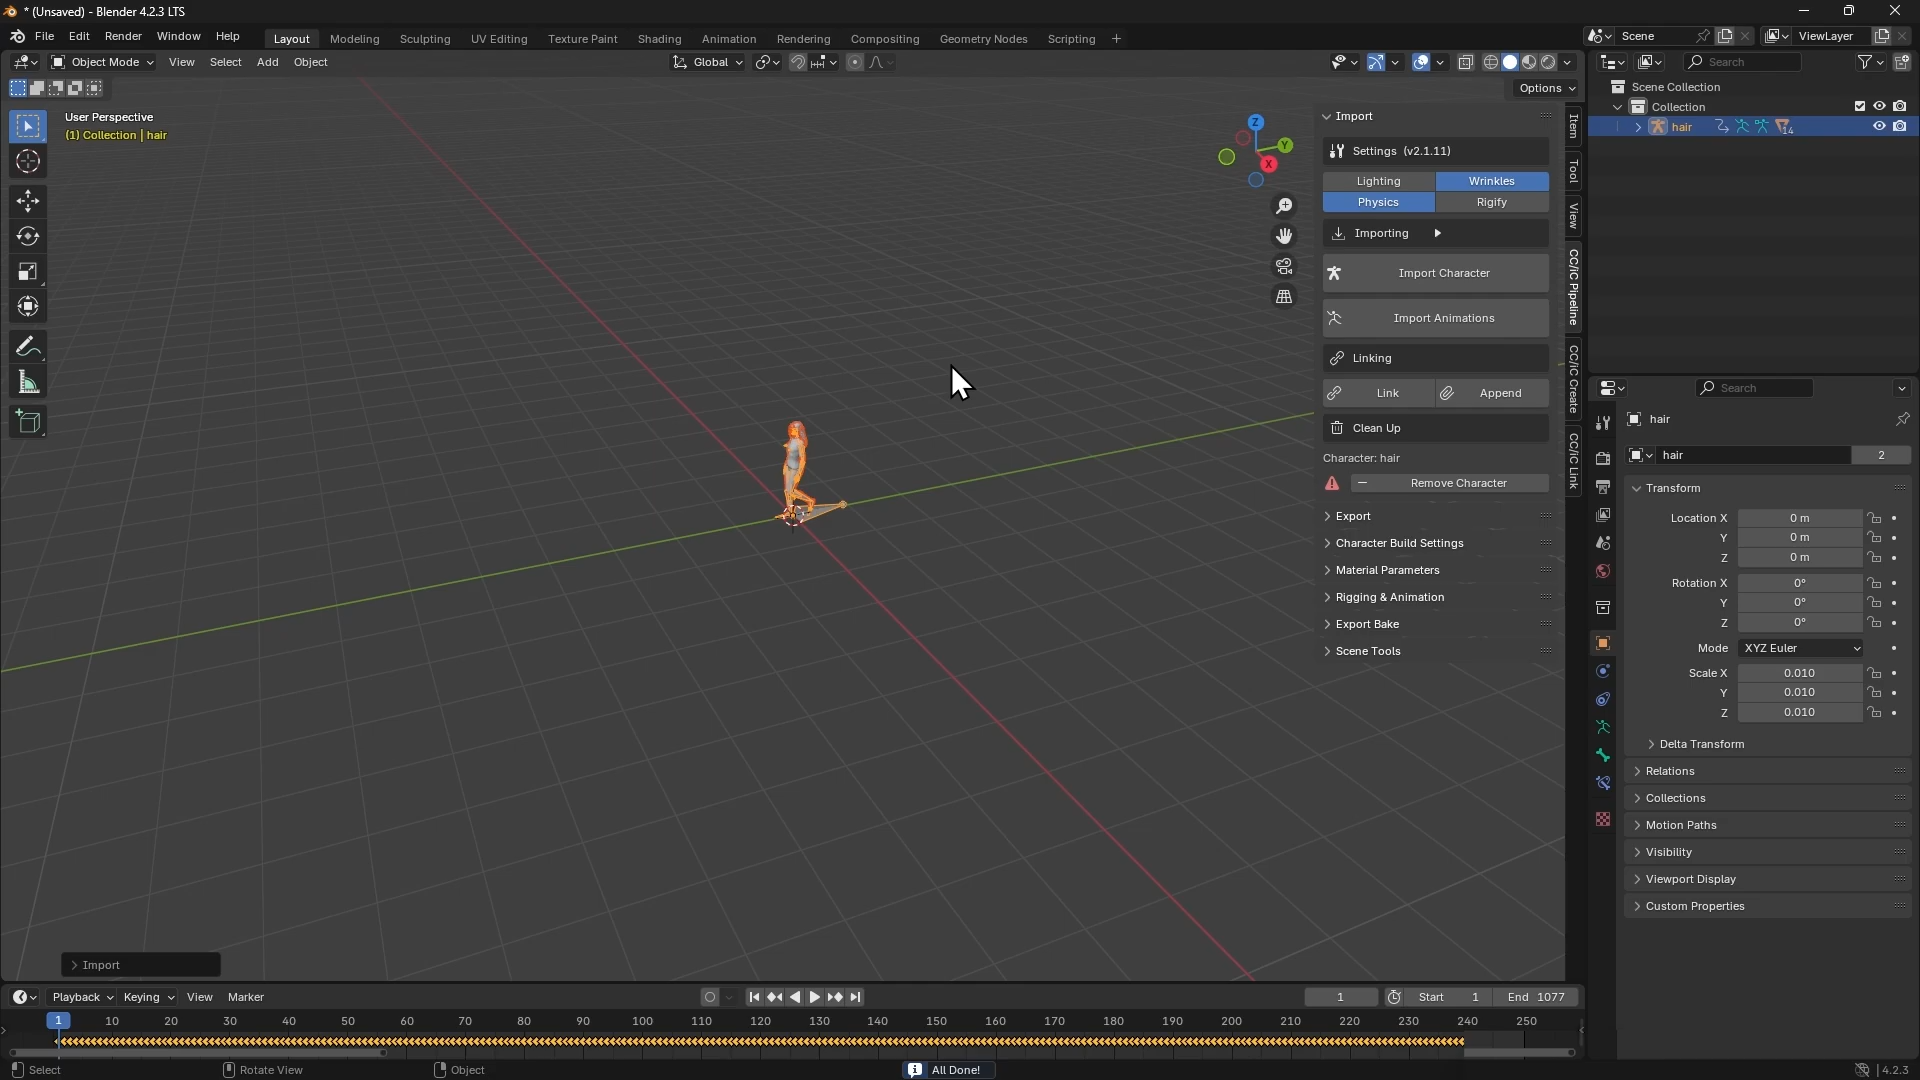 * (Unsaved) - Blender 4.2.3 LTS
File Edit Render Window Help
Layout Modeling Sculpting UV Editing Texture Paint Shading Animation Rendering Compositing Geometry Nodes Scripting +
Scene
ViewLayer
Object Mode View Select Add Object
Global
Search
Options
Scene Collection
Collection
hair
14
User Perspective
(1) Collection | hair
Z
Y
X
Import
Settings (v2.1.11)
Lighting Wrinkles
Physics Rigify
Importing
Import Character
Import Animations
Linking
Link Append
Clean Up
Character: hair
Remove Character
Export
Character Build Settings
Material Parameters
Rigging & Animation
Export Bake
Scene Tools
Item
Tool
View
CC/iC Pipeline
CC/iC Create
CC/iC Link
Search
hair
hair 2
Transform
Location X 0 m
Y 0 m
Z 0 m
Rotation X 0°
Y 0°
Z 0°
Mode XYZ Euler
Scale X 0.010
Y 0.010
Z 0.010
Delta Transform
Relations
Collections
Motion Paths
Visibility
Viewport Display
Custom Properties
Import
Playback Keying View Marker
1 Start 1 End 1077
1 10 20 30 40 50 60 70 80 90 100 110 120 130 140 150 160 170 180 190 200 210 220 230 240 250
Select Rotate View Object All Done! 4.2.3